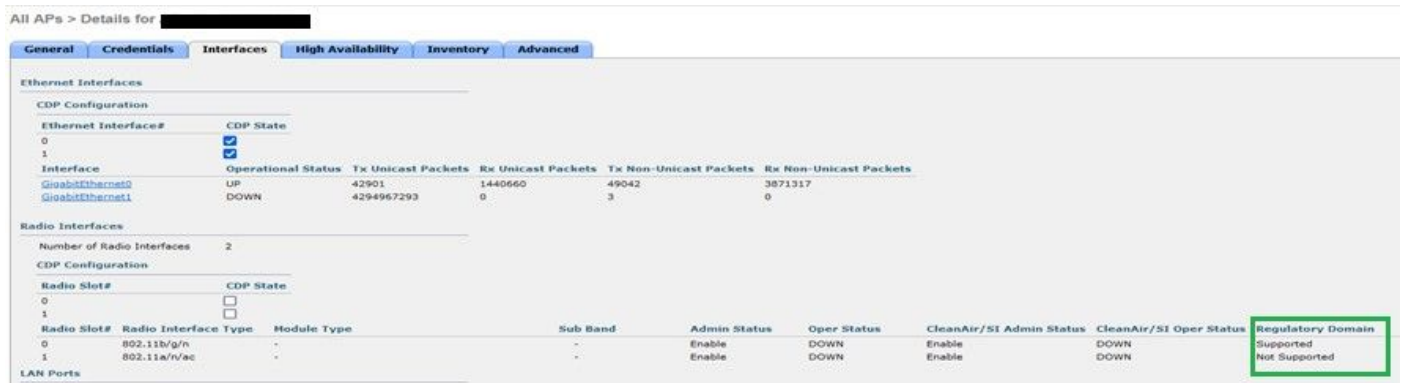 All APs > Details for
General Credentials Interfaces High Availability Inventory Advanced
Ethernet Interfaces
CDP Configuration
Ethernet Interface# CDP State
0
1
Interface Operational Status Tx Unicast Packets Rx Unicast Packets Tx Non-Unicast Packets Rx Non-Unicast Packets
GigabitEthernet0 UP 42901 1440660 49042 3871317
GigabitEthernet1 DOWN 4294967293 0 3 0
Radio Interfaces
Number of Radio Interfaces 2
CDP Configuration
Radio Slot# CDP State
0
1
Radio Slot# Radio Interface Type Module Type Sub Band Admin Status Oper Status CleanAir/SI Admin Status CleanAir/SI Oper Status Regulatory Domain
0 802.11b/g/n - - Enable DOWN Enable DOWN Supported
1 802.11a/n/ac - - Enable DOWN Enable DOWN Not Supported
LAN Ports